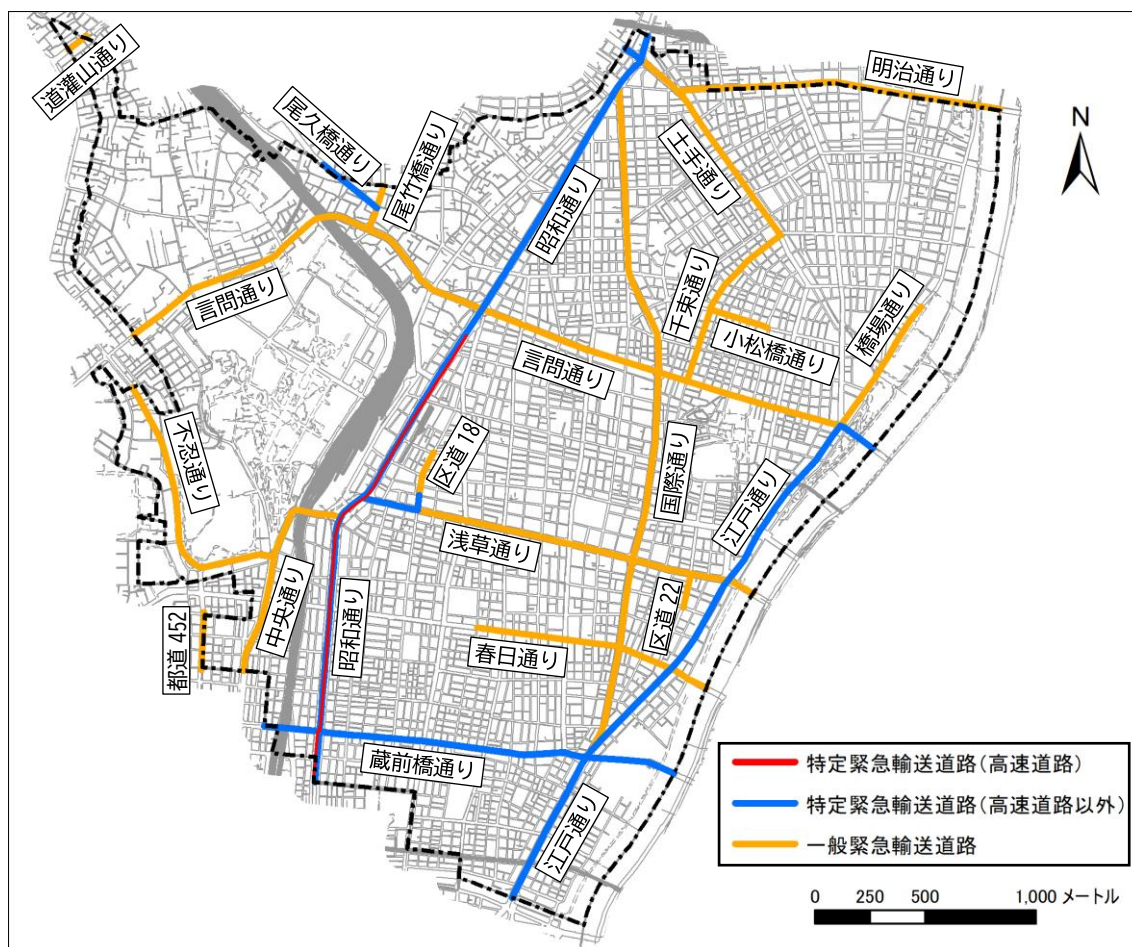 道灌山通り
尾久橋通り
尾竹橋通り
明治通り
土手通り
昭和通り
N
千束通り
橋場通り
言問通り
小松橋通り
言問通り
不忍通り
区道 18
国際通り
江戸通り
浅草通り
区道 22
中央通り
昭和通り
都道 452
春日通り
蔵前橋通り
江戸通り
特定緊急輸送道路(高速道路)
特定緊急輸送道路(高速道路以外)
一般緊急輸送道路
0 250 500 1,000 メートル